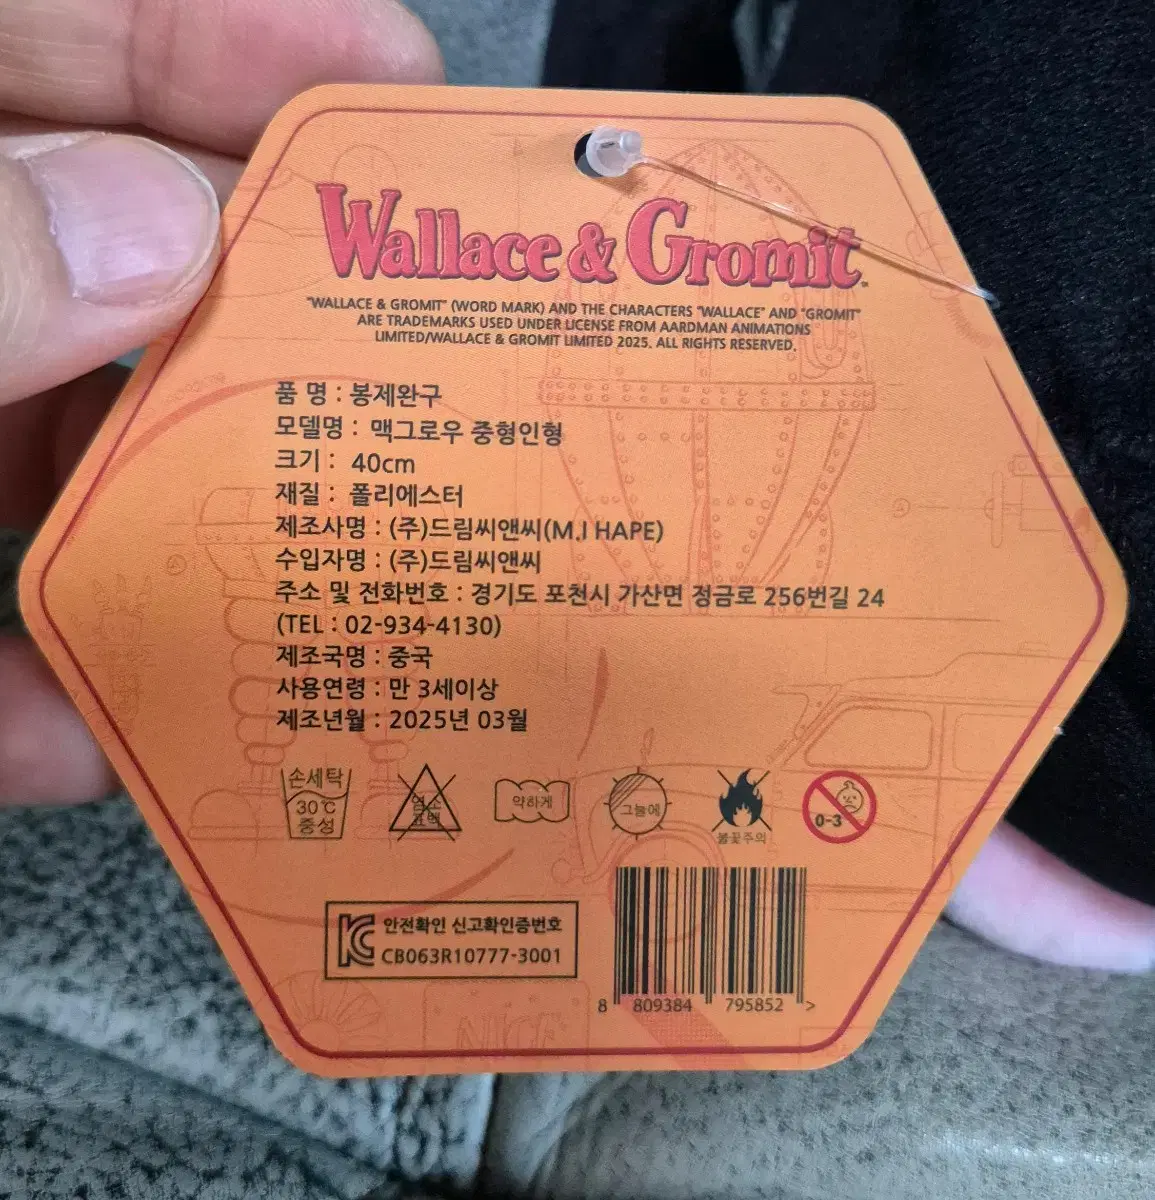 Wallace & Gromit™
"WALLACE & GROMIT" (WORD MARK) AND THE CHARACTERS "WALLACE" AND "GROMIT"
ARE TRADEMARKS USED UNDER LICENSE FROM AARDMAN ANIMATIONS
LIMITED/WALLACE & GROMIT LIMITED 2025. ALL RIGHTS RESERVED.
품 명 : 봉제완구
모델명 : 맥그로우 중형인형
크기 : 40cm
재질 : 폴리에스터
제조사명 : (주)드림씨앤씨(M.I HAPE)
수입자명 : (주)드림씨앤씨
주소 및 전화번호 : 경기도 포천시 가산면 정금로 256번길 24
(TEL : 02-934-4130)
제조국명 : 중국
사용연령 : 만 3세이상
제조년월 : 2025년 03월
손세탁
30℃
중성
염소
표백
약하게
그늘에
불꽃주의
0-3
안전확인 신고확인증번호
CB063R10777-3001
8 809384 795852 >
NICE